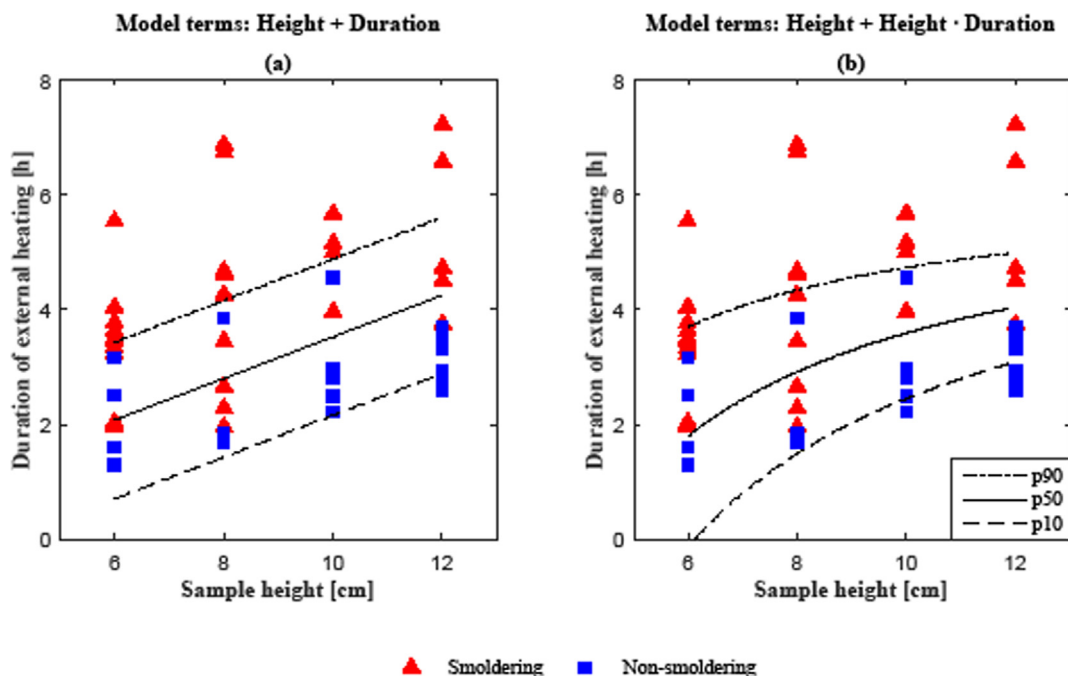 Model terms: Height + Duration
(a)
8
6
4
2
0
6 8 10 12
Duration of external heating [h]
Sample height [cm]
Model terms: Height + Height · Duration
(b)
8
6
4
2
0
6 8 10 12
Duration of external heating [h]
Sample height [cm]
p90
p50
p10
Smoldering Non-smoldering